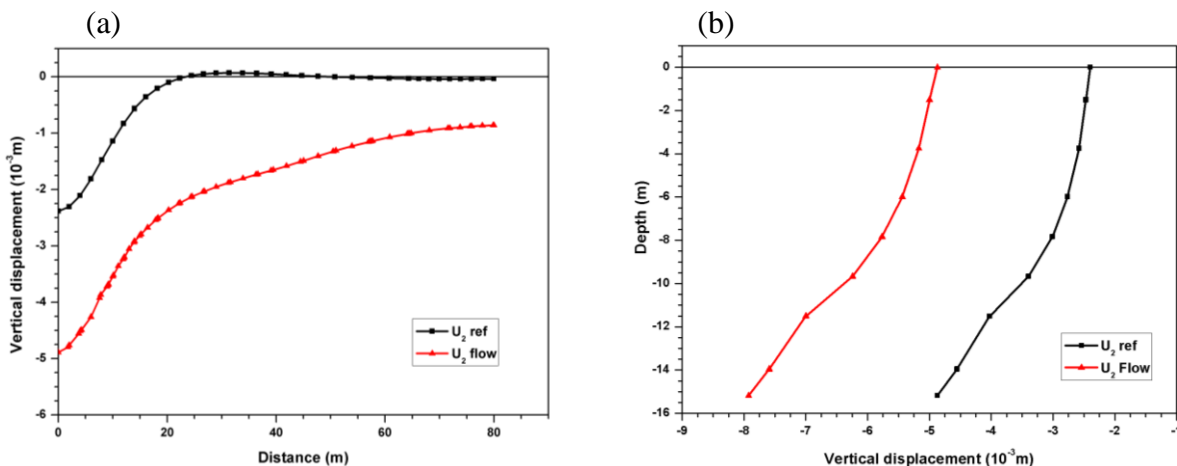 (a)
0
-1
-2
-3
-4
-5
-6
Vertical displacement (10⁻³m)
0 20 40 60 80
Distance (m)
U₂ ref
U₂ flow
(b)
0
-2
-4
-6
-8
-10
-12
-14
-16
Depth (m)
-9 -8 -7 -6 -5 -4 -3 -2 -1
Vertical displacement (10⁻³m)
U₂ ref
U₂ Flow